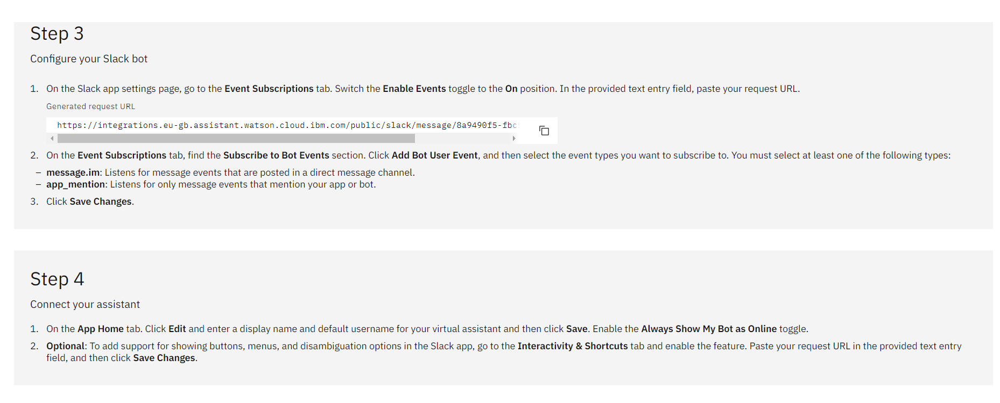 Step 3
Configure your Slack bot
1. On the Slack app settings page, go to the Event Subscriptions tab. Switch the Enable Events toggle to the On position. In the provided text entry field, paste your request URL.
Generated request URL
https://integrations.eu-gb.assistant.watson.cloud.ibm.com/public/slack/message/8a9490f5-fbc
2. On the Event Subscriptions tab, find the Subscribe to Bot Events section. Click Add Bot User Event, and then select the event types you want to subscribe to. You must select at least one of the following types:
– message.im: Listens for message events that are posted in a direct message channel.
– app_mention: Listens for only message events that mention your app or bot.
3. Click Save Changes.
Step 4
Connect your assistant
1. On the App Home tab. Click Edit and enter a display name and default username for your virtual assistant and then click Save. Enable the Always Show My Bot as Online toggle.
2. Optional: To add support for showing buttons, menus, and disambiguation options in the Slack app, go to the Interactivity & Shortcuts tab and enable the feature. Paste your request URL in the provided text entry
field, and then click Save Changes.